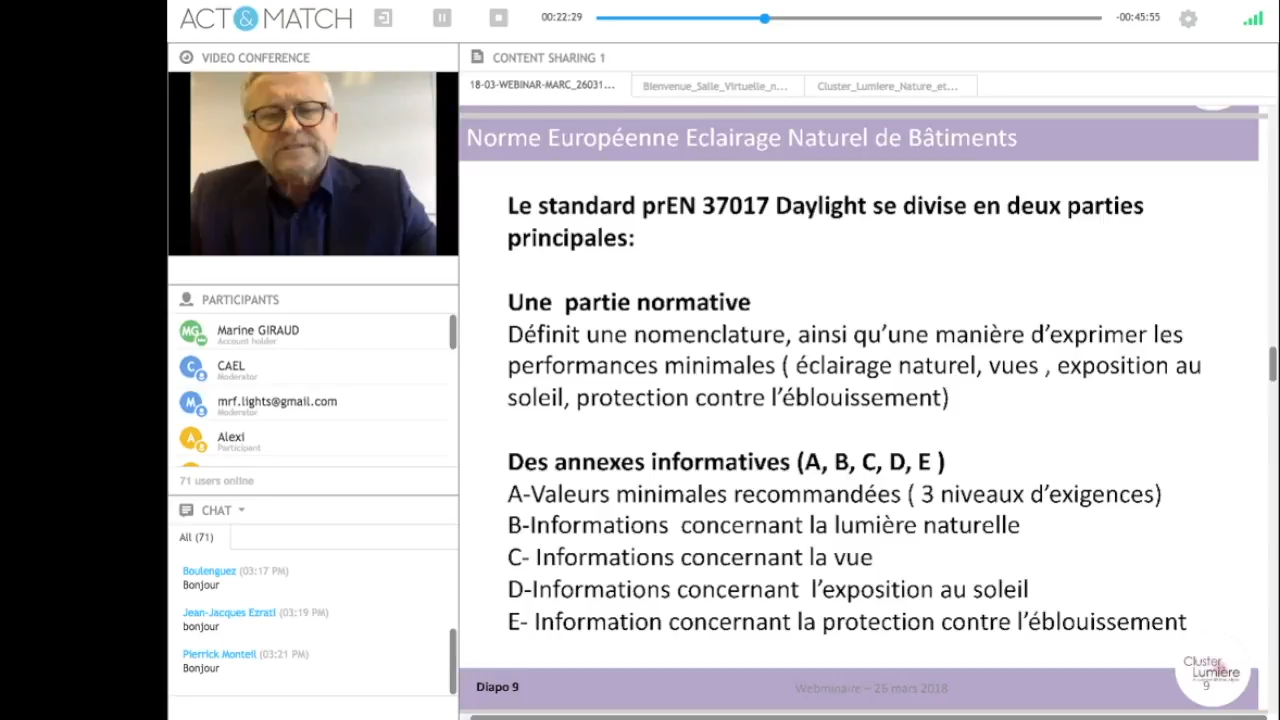 ACT & MATCH
00:22:29
-00:45:55
VIDEO CONFERENCE
CONTENT SHARING 1
18-03-WEBINAR-MARC_26031...
Bienvenue_Salle_Virtuelle_n...
Cluster_Lumiere_Nature_et...
Norme Européenne Eclairage Naturel de Bâtiments
Le standard prEN 37017 Daylight se divise en deux parties
principales:
Une partie normative
Définit une nomenclature, ainsi qu'une manière d'exprimer les
performances minimales ( éclairage naturel, vues , exposition au
soleil, protection contre l'éblouissement)
Des annexes informatives (A, B, C, D, E )
A-Valeurs minimales recommandées ( 3 niveaux d'exigences)
B-Informations concernant la lumière naturelle
C- Informations concernant la vue
D-Informations concernant l'exposition au soleil
E- Information concernant la protection contre l'éblouissement
Diapo 9
Webminaire – 26 mars 2018
Cluster
Lumière
9
PARTICIPANTS
MG
Marine GIRAUD
Account holder
C
CAEL
Moderator
M
mrf.lights@gmail.com
Moderator
A
Alexi
Participant
71 users online
CHAT
All (71)
Boulenguez (03:17 PM)
Bonjour
Jean-Jacques Ezrati (03:19 PM)
bonjour
Pierrick Monteil (03:21 PM)
Bonjour